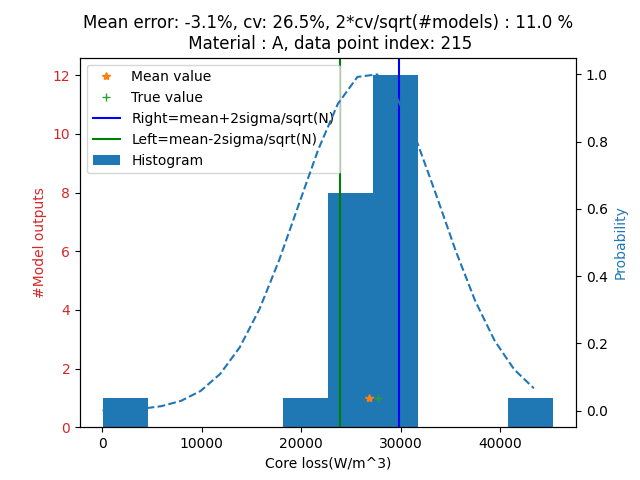 Mean error: -3.1%, cv: 26.5%, 2*cv/sqrt(#models) : 11.0 %
Material : A, data point index: 215
Mean value
True value
Right=mean+2sigma/sqrt(N)
Left=mean-2sigma/sqrt(N)
Histogram
12
10
8
6
4
2
0
#Model outputs
1.0
0.8
0.6
0.4
0.2
0.0
Probability
0
10000
20000
30000
40000
Core loss(W/m^3)